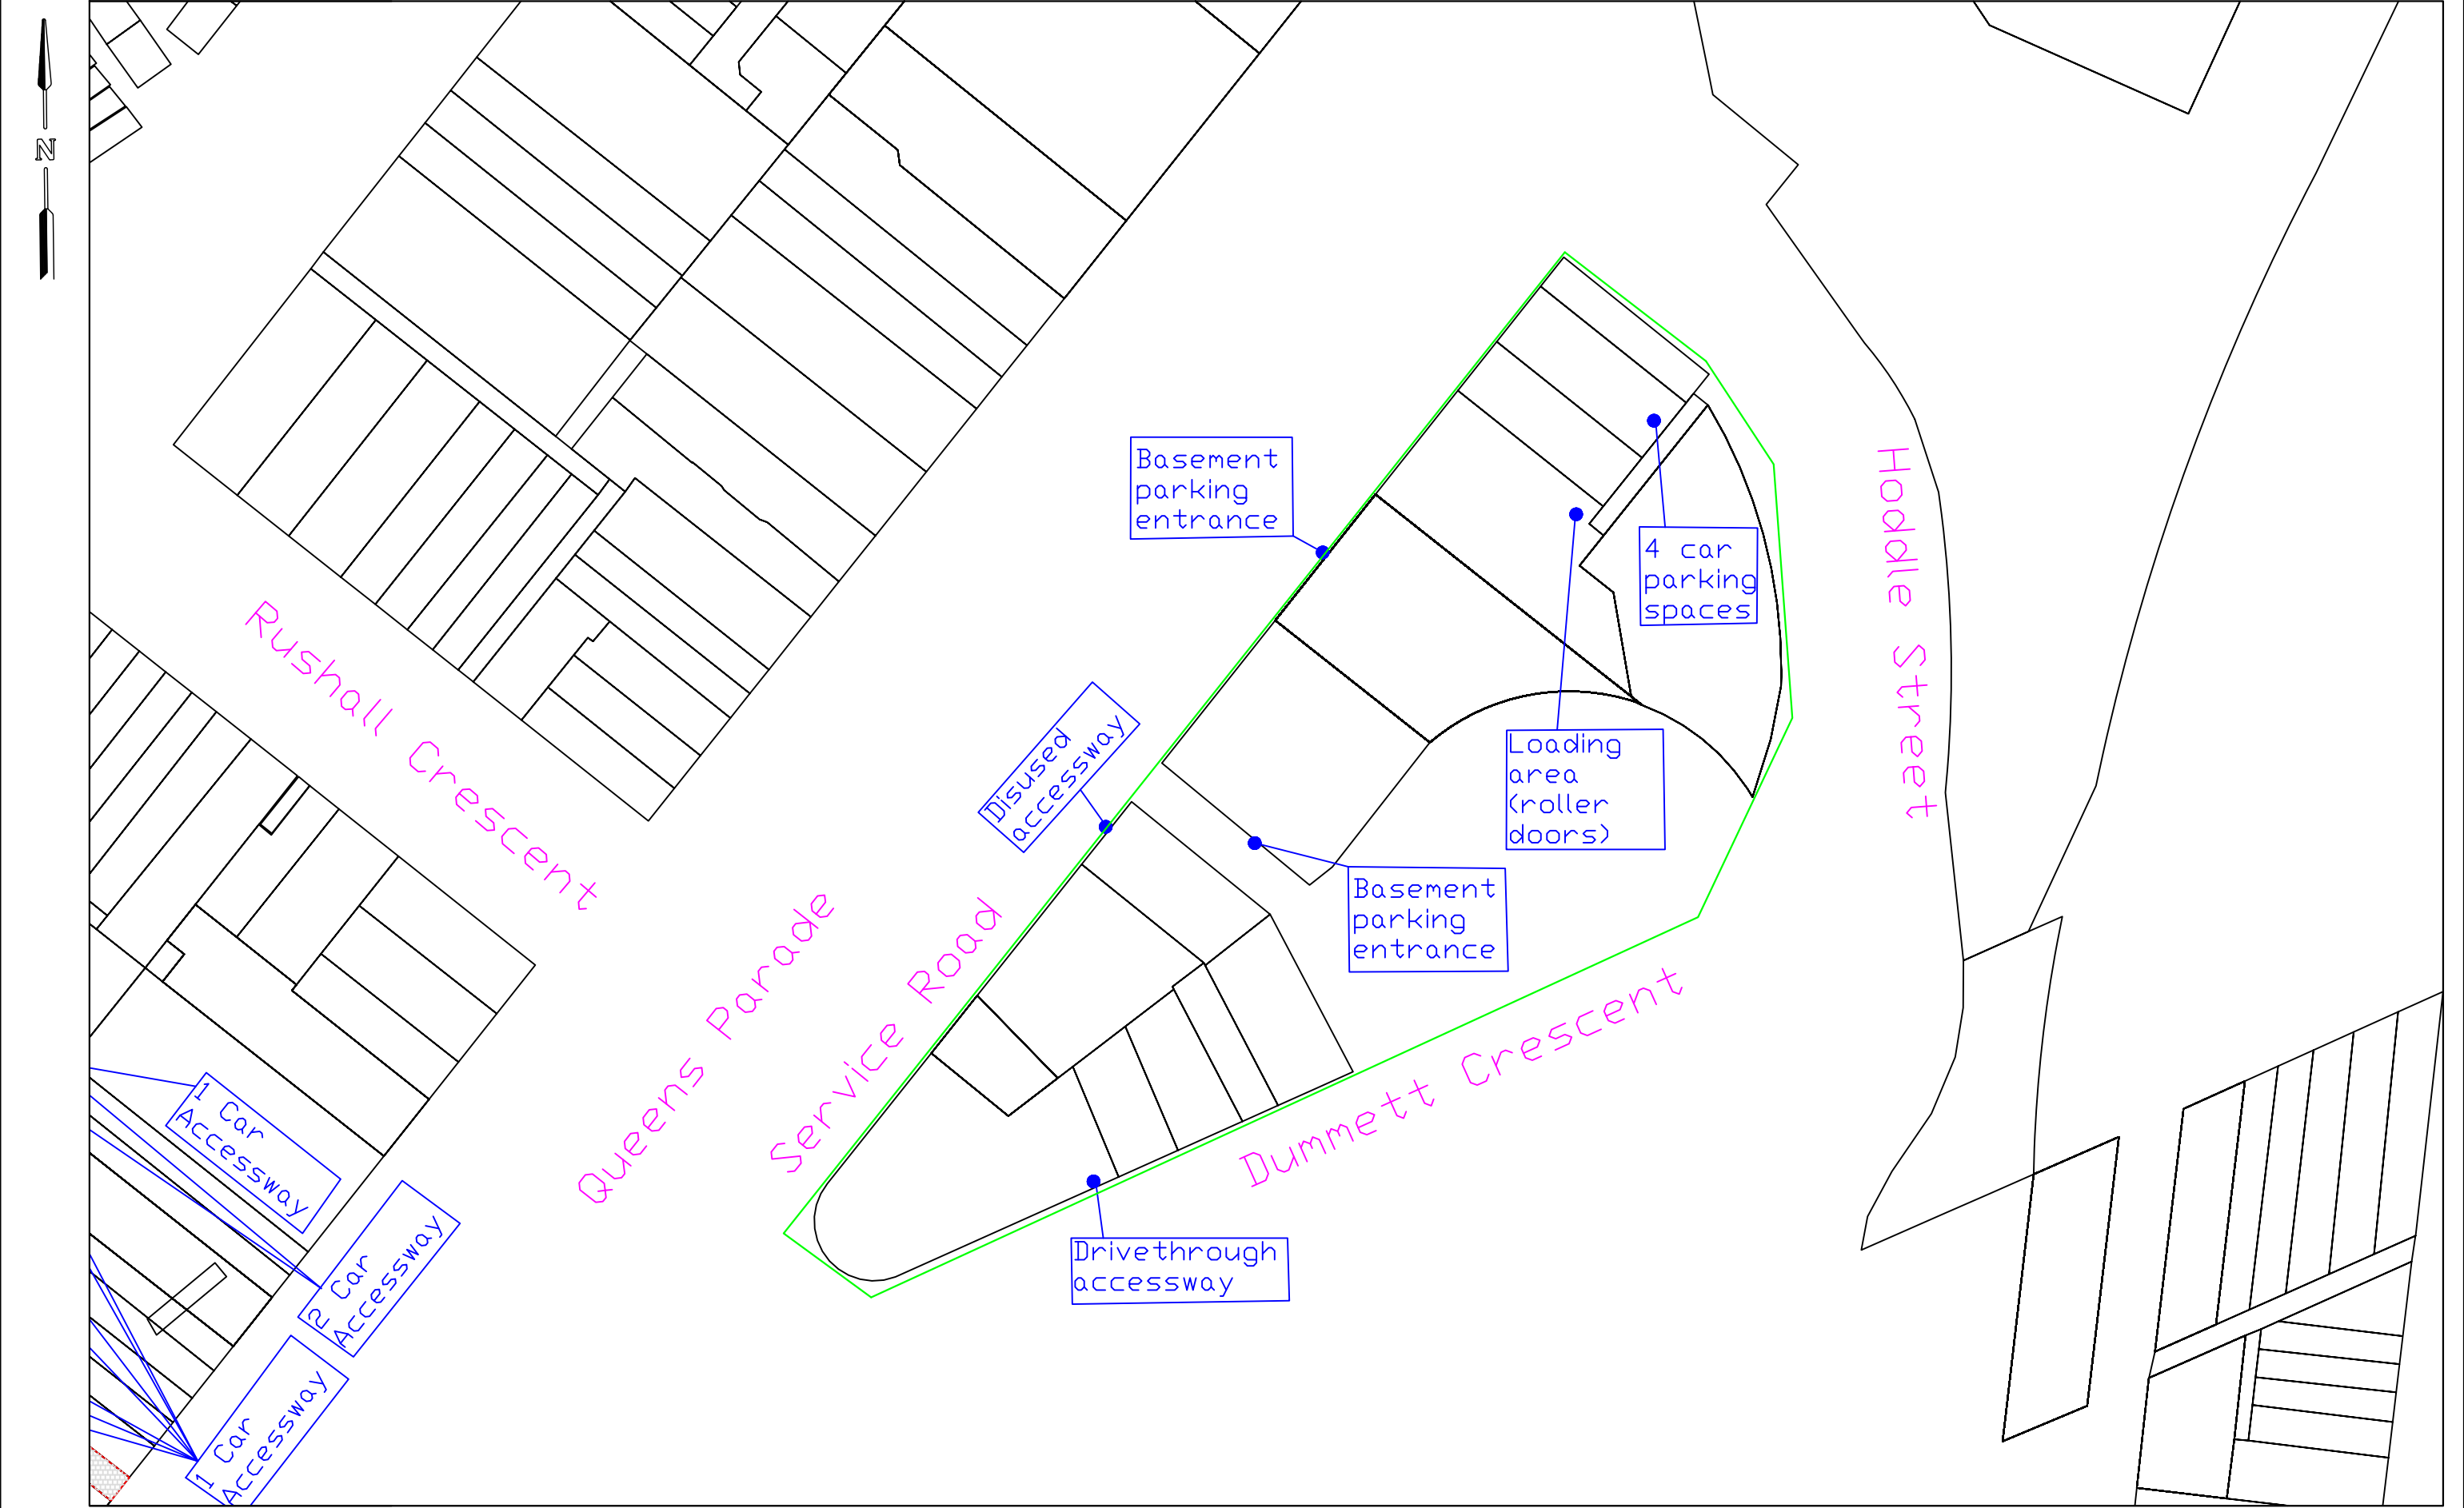 N
Basement
parking
entrance
4 car
parking
spaces
Hoddle Street
Rushall Crescent
Disused
accessway
Loading
area
(roller
doors)
Basement
parking
entrance
Queens Parade
Service Road
Dummett Crescent
1 Car
Accessway
2 Car
Accessway
Drivethrough
accessway
1 Car
Accessway